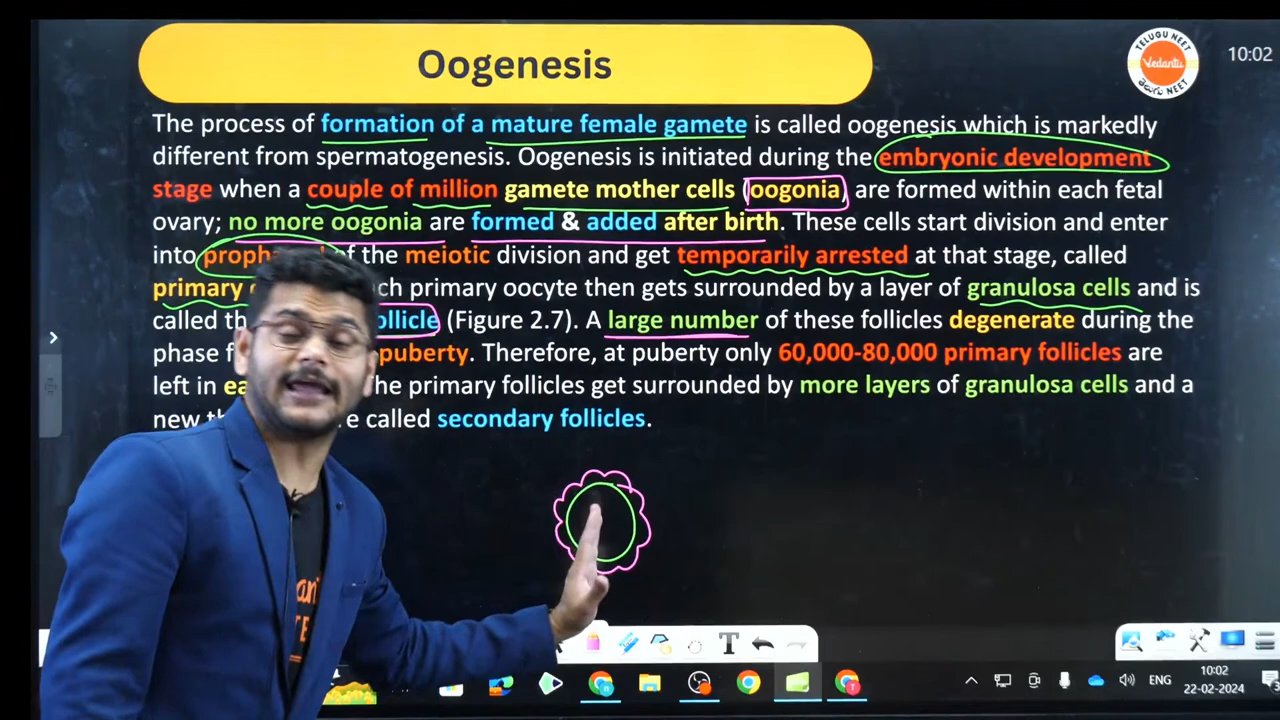 Oogenesis
TELUGU NEET
Vedantu
తెలుగు NEET
10:02
The process of formation of a mature female gamete is called oogenesis which is markedly
different from spermatogenesis. Oogenesis is initiated during the embryonic development
stage when a couple of million gamete mother cells (oogonia) are formed within each fetal
ovary; no more oogonia are formed & added after birth. These cells start division and enter
into of the meiotic division and get temporarily arrested at that stage, called
primary primary oocyte then gets surrounded by a layer of granulosa cells and is
called (Figure 2.7). A large number of these follicles degenerate during the
phase puberty. Therefore, at puberty only 60,000-80,000 primary follicles are
left in The primary follicles get surrounded by more layers of granulosa cells and a
new called secondary follicles.
T
ENG
10:02
22-02-2024